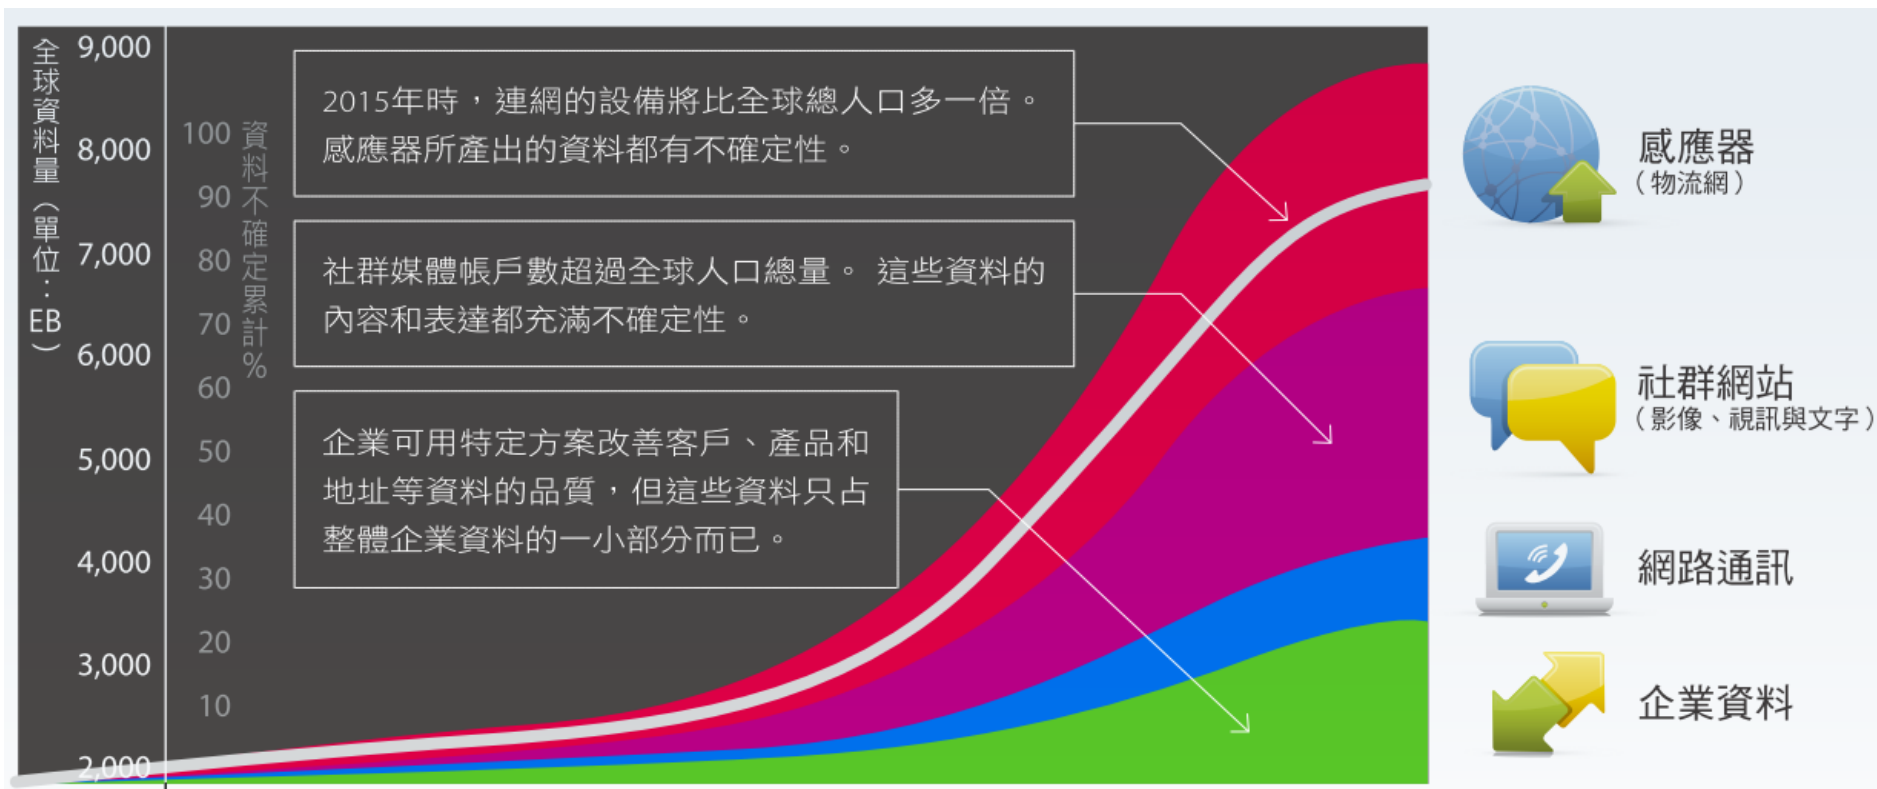 全球資料量（單位：EB）
9,000
8,000
7,000
6,000
5,000
4,000
3,000
2,000
資料不確定累計%
100
90
80
70
60
50
40
30
20
10
2015年時，連網的設備將比全球總人口多一倍。
感應器所產出的資料都有不確定性。
社群媒體帳戶數超過全球人口總量。 這些資料的
內容和表達都充滿不確定性。
企業可用特定方案改善客戶、產品和
地址等資料的品質，但這些資料只占
整體企業資料的一小部分而已。
感應器
（物流網）
社群網站
（影像、視訊與文字）
網路通訊
企業資料